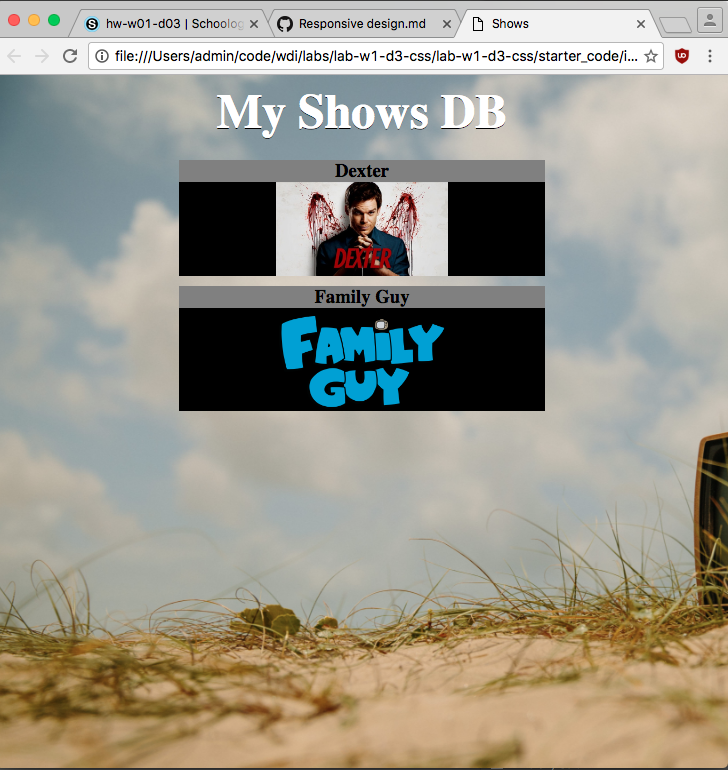 hw-w01-d03 | Schoolog
Responsive design.md
Shows
file:///Users/admin/code/wdi/labs/lab-w1-d3-css/lab-w1-d3-css/starter_code/i...
My Shows DB
Dexter
DEXTER
Family Guy
FAMILY
GUY